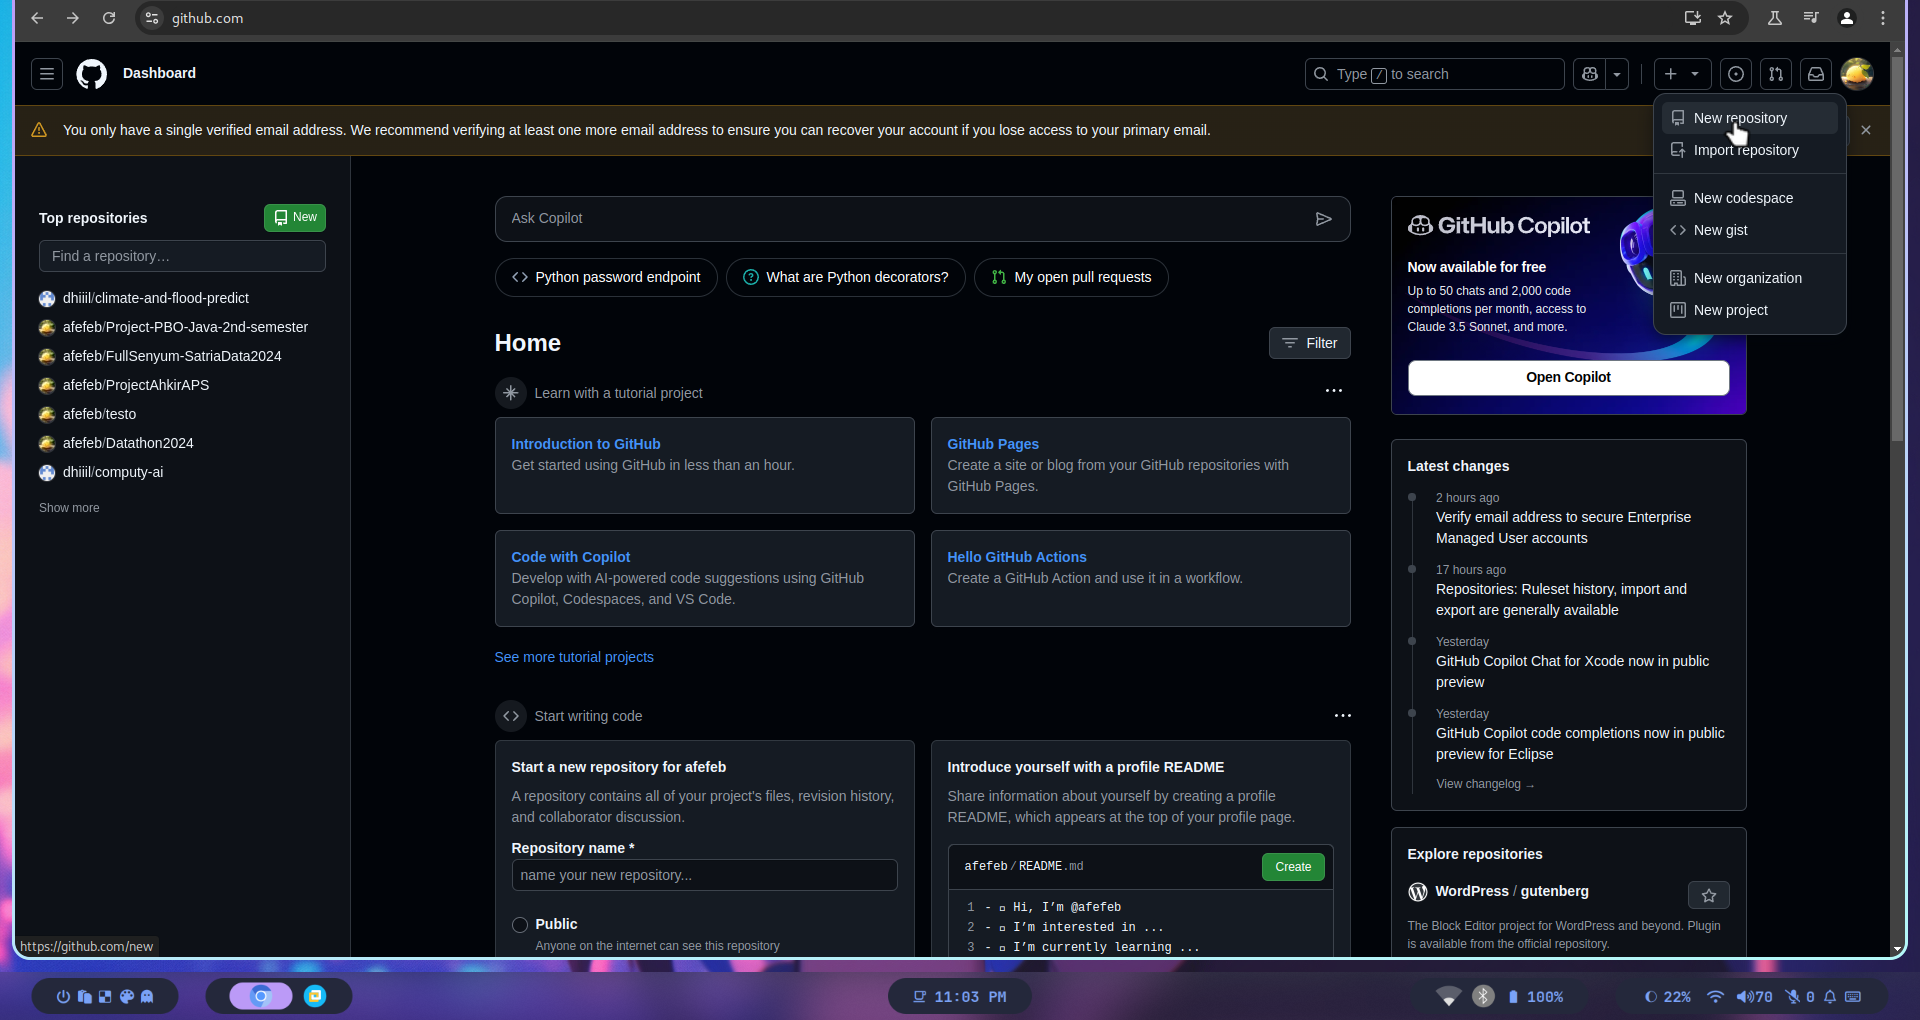 github.com
Dashboard
Type / to search
You only have a single verified email address. We recommend verifying at least one more email address to ensure you can recover your account if you lose access to your primary email.
New repository
Import repository
New codespace
New gist
New organization
New project
Top repositories
New
Find a repository…
dhiiil/climate-and-flood-predict
afefeb/Project-PBO-Java-2nd-semester
afefeb/FullSenyum-SatriaData2024
afefeb/ProjectAhkirAPS
afefeb/testo
afefeb/Datathon2024
dhiiil/computy-ai
Show more
Ask Copilot
Python password endpoint
What are Python decorators?
My open pull requests
Home
Filter
Learn with a tutorial project
Introduction to GitHub
Get started using GitHub in less than an hour.
GitHub Pages
Create a site or blog from your GitHub repositories with
GitHub Pages.
Code with Copilot
Develop with AI-powered code suggestions using GitHub
Copilot, Codespaces, and VS Code.
Hello GitHub Actions
Create a GitHub Action and use it in a workflow.
See more tutorial projects
Start writing code
Start a new repository for afefeb
A repository contains all of your project's files, revision history,
and collaborator discussion.
Repository name *
name your new repository...
Public
Anyone on the internet can see this repository
Introduce yourself with a profile README
Share information about yourself by creating a profile
README, which appears at the top of your profile page.
afefeb/README.md
Create
1 - Hi, I’m @afefeb
2 - I’m interested in ...
3 - I’m currently learning ...
GitHub Copilot
Now available for free
Up to 50 chats and 2,000 code
completions per month, access to
Claude 3.5 Sonnet, and more.
Open Copilot
Latest changes
2 hours ago
Verify email address to secure Enterprise
Managed User accounts
17 hours ago
Repositories: Ruleset history, import and
export are generally available
Yesterday
GitHub Copilot Chat for Xcode now in public
preview
Yesterday
GitHub Copilot code completions now in public
preview for Eclipse
View changelog →
Explore repositories
WordPress / gutenberg
The Block Editor project for WordPress and beyond. Plugin
is available from the official repository.
https://github.com/new
11:03 PM
100%
22%
70
0